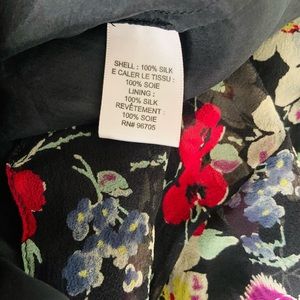 SHELL : 100% SILK
E CALER LE TISSU :
100% SOIE
LINING :
100% SILK
REVÊTEMENT :
100% SOIE
RN# 96705